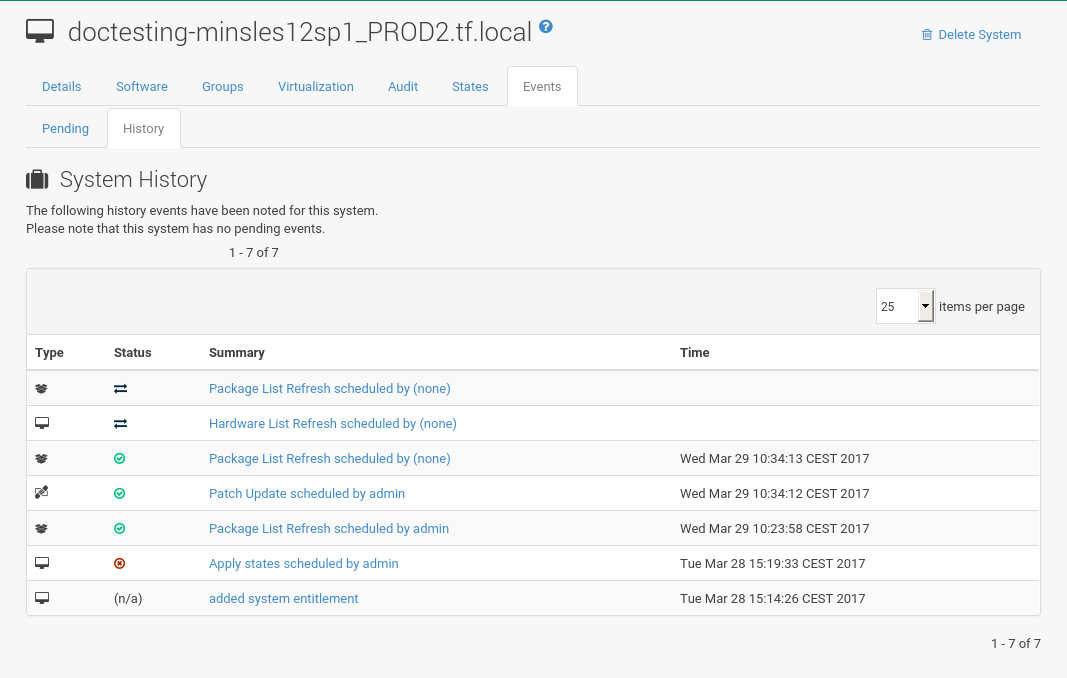 doctesting-minsles12sp1_PROD2.tf.local ?
Delete System
Details Software Groups Virtualization Audit States Events
Pending History
System History
The following history events have been noted for this system.
Please note that this system has no pending events.
1 - 7 of 7
25 items per page
Type Status Summary Time
Package List Refresh scheduled by (none)
Hardware List Refresh scheduled by (none)
Package List Refresh scheduled by (none) Wed Mar 29 10:34:13 CEST 2017
Patch Update scheduled by admin Wed Mar 29 10:34:12 CEST 2017
Package List Refresh scheduled by admin Wed Mar 29 10:23:58 CEST 2017
Apply states scheduled by admin Tue Mar 28 15:19:33 CEST 2017
(n/a) added system entitlement Tue Mar 28 15:14:26 CEST 2017
1 - 7 of 7